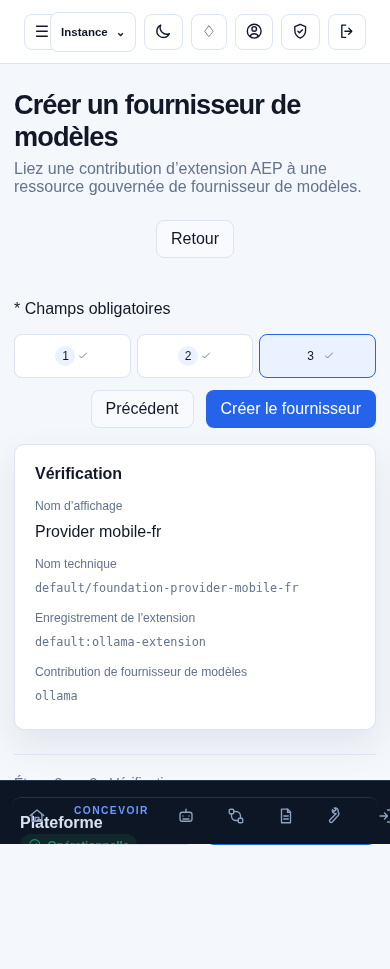 Instance
Créer un fournisseur de
modèles
Liez une contribution d’extension AEP à une
ressource gouvernée de fournisseur de modèles.
Retour
* Champs obligatoires
1
2
3
Précédent
Créer le fournisseur
Vérification
Nom d’affichage
Provider mobile-fr
Nom technique
default/foundation-provider-mobile-fr
Enregistrement de l’extension
default:ollama-extension
Contribution de fournisseur de modèles
ollama
CONCEVOIR
Plateforme
Opérationnelle